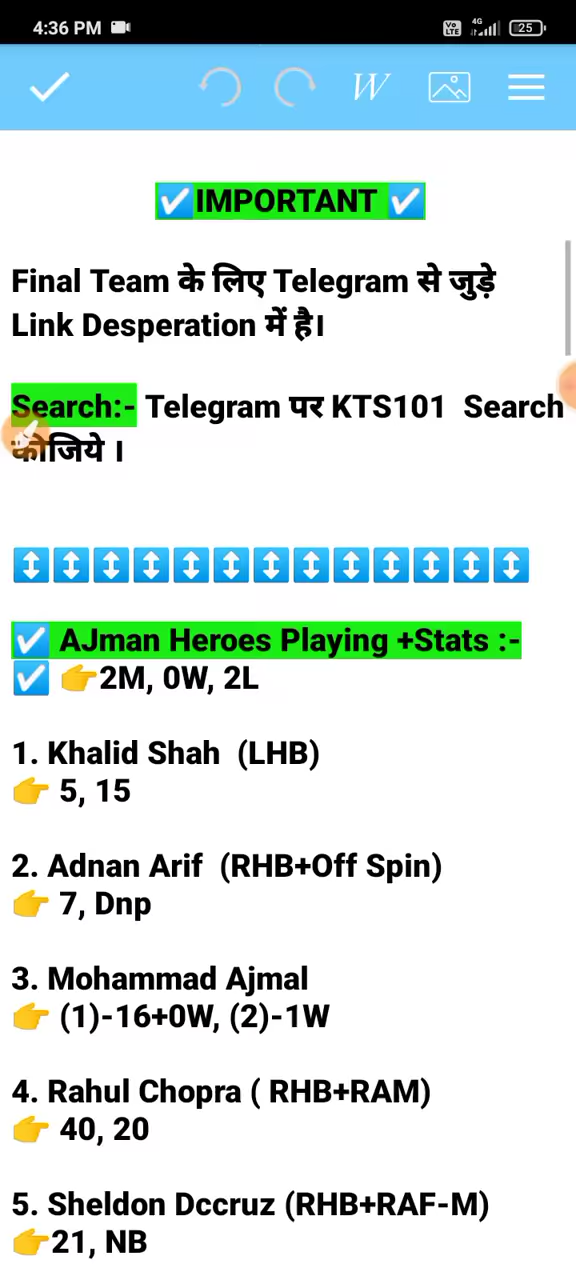 4:36 PM
Vo LTE 4G 25
W
✅IMPORTANT ✅
Final Team के लिए Telegram से जुड़े
Link Desperation में है।
Search:- Telegram पर KTS101 Search
कीजिये ।
↕️↕️↕️↕️↕️↕️↕️↕️↕️↕️↕️↕️↕️
✅ AJman Heroes Playing +Stats :-
✅ 👉2M, 0W, 2L
1. Khalid Shah (LHB)
👉 5, 15
2. Adnan Arif (RHB+Off Spin)
👉 7, Dnp
3. Mohammad Ajmal
👉 (1)-16+0W, (2)-1W
4. Rahul Chopra ( RHB+RAM)
👉 40, 20
5. Sheldon Dccruz (RHB+RAF-M)
👉21, NB